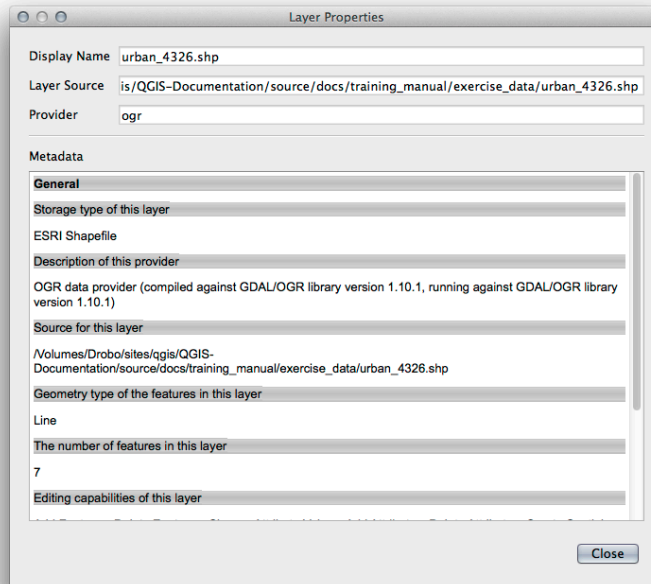 Layer Properties
Display Name urban_4326.shp
Layer Source is/QGIS-Documentation/source/docs/training_manual/exercise_data/urban_4326.shp
Provider ogr
Metadata
General
Storage type of this layer
ESRI Shapefile
Description of this provider
OGR data provider (compiled against GDAL/OGR library version 1.10.1, running against GDAL/OGR library
version 1.10.1)
Source for this layer
/Volumes/Drobo/sites/qgis/QGIS-
Documentation/source/docs/training_manual/exercise_data/urban_4326.shp
Geometry type of the features in this layer
Line
The number of features in this layer
7
Editing capabilities of this layer
Close